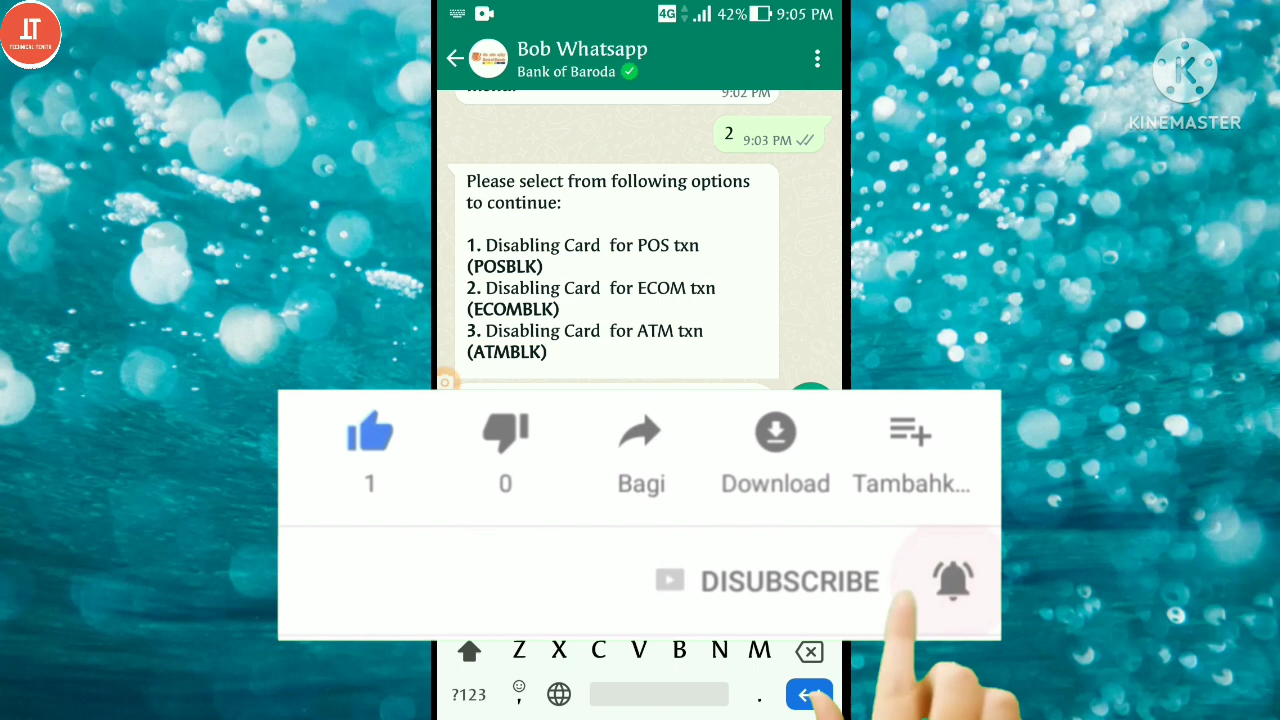 IT
4G 42% 9:05 PM
KINEMASTER
Bob Whatsapp
Bank of Baroda
menu.
9:02 PM
2 9:03 PM
Please select from following options
to continue:
1. Disabling Card for POS txn
(POSBLK)
2. Disabling Card for ECOM txn
(ECOMBLK)
3. Disabling Card for ATM txn
(ATMBLK)
1 0 Bagi Download Tambahk...
DISUBSCRIBE
Z X C V B N M
?123 , .